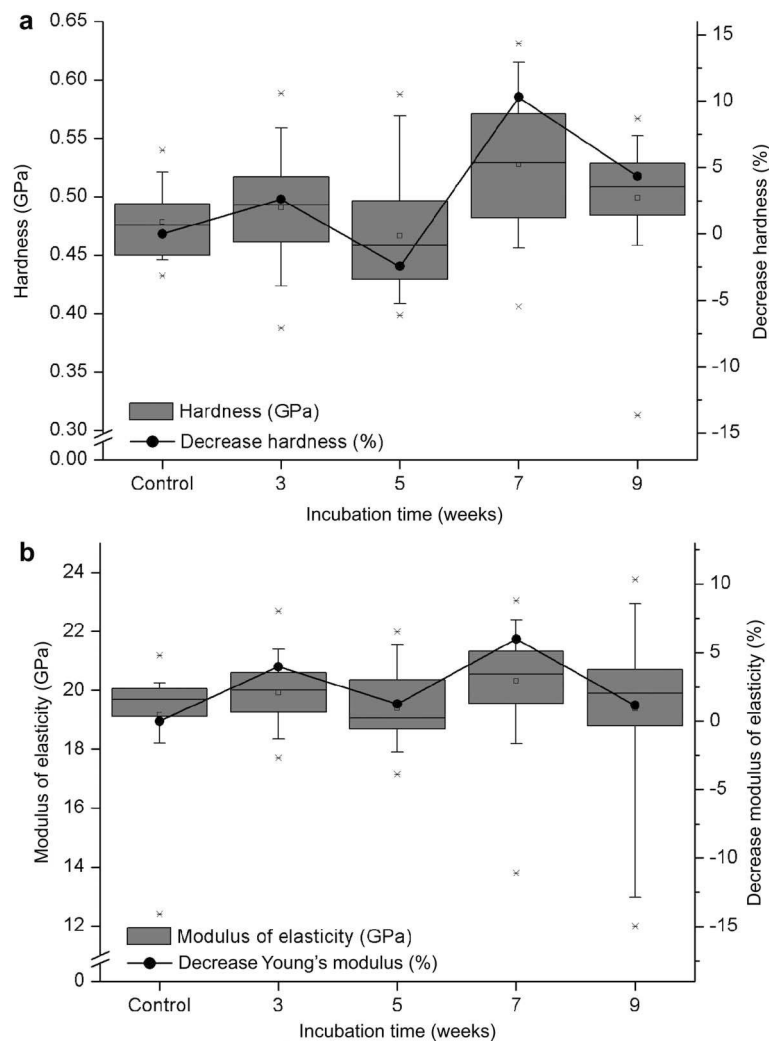 a
0.65
0.60
0.55
0.50
0.45
0.40
0.35
0.30
0.00
Hardness (GPa)
15
10
5
0
-5
-10
-15
Decrease hardness (%)
Hardness (GPa)
Decrease hardness (%)
Control 3 5 7 9
Incubation time (weeks)
b
24
22
20
18
16
14
12
0
Modulus of elasticity (GPa)
10
5
0
-5
-10
-15
Decrease modulus of elasticity (%)
Modulus of elasticity (GPa)
Decrease Young's modulus (%)
Control 3 5 7 9
Incubation time (weeks)